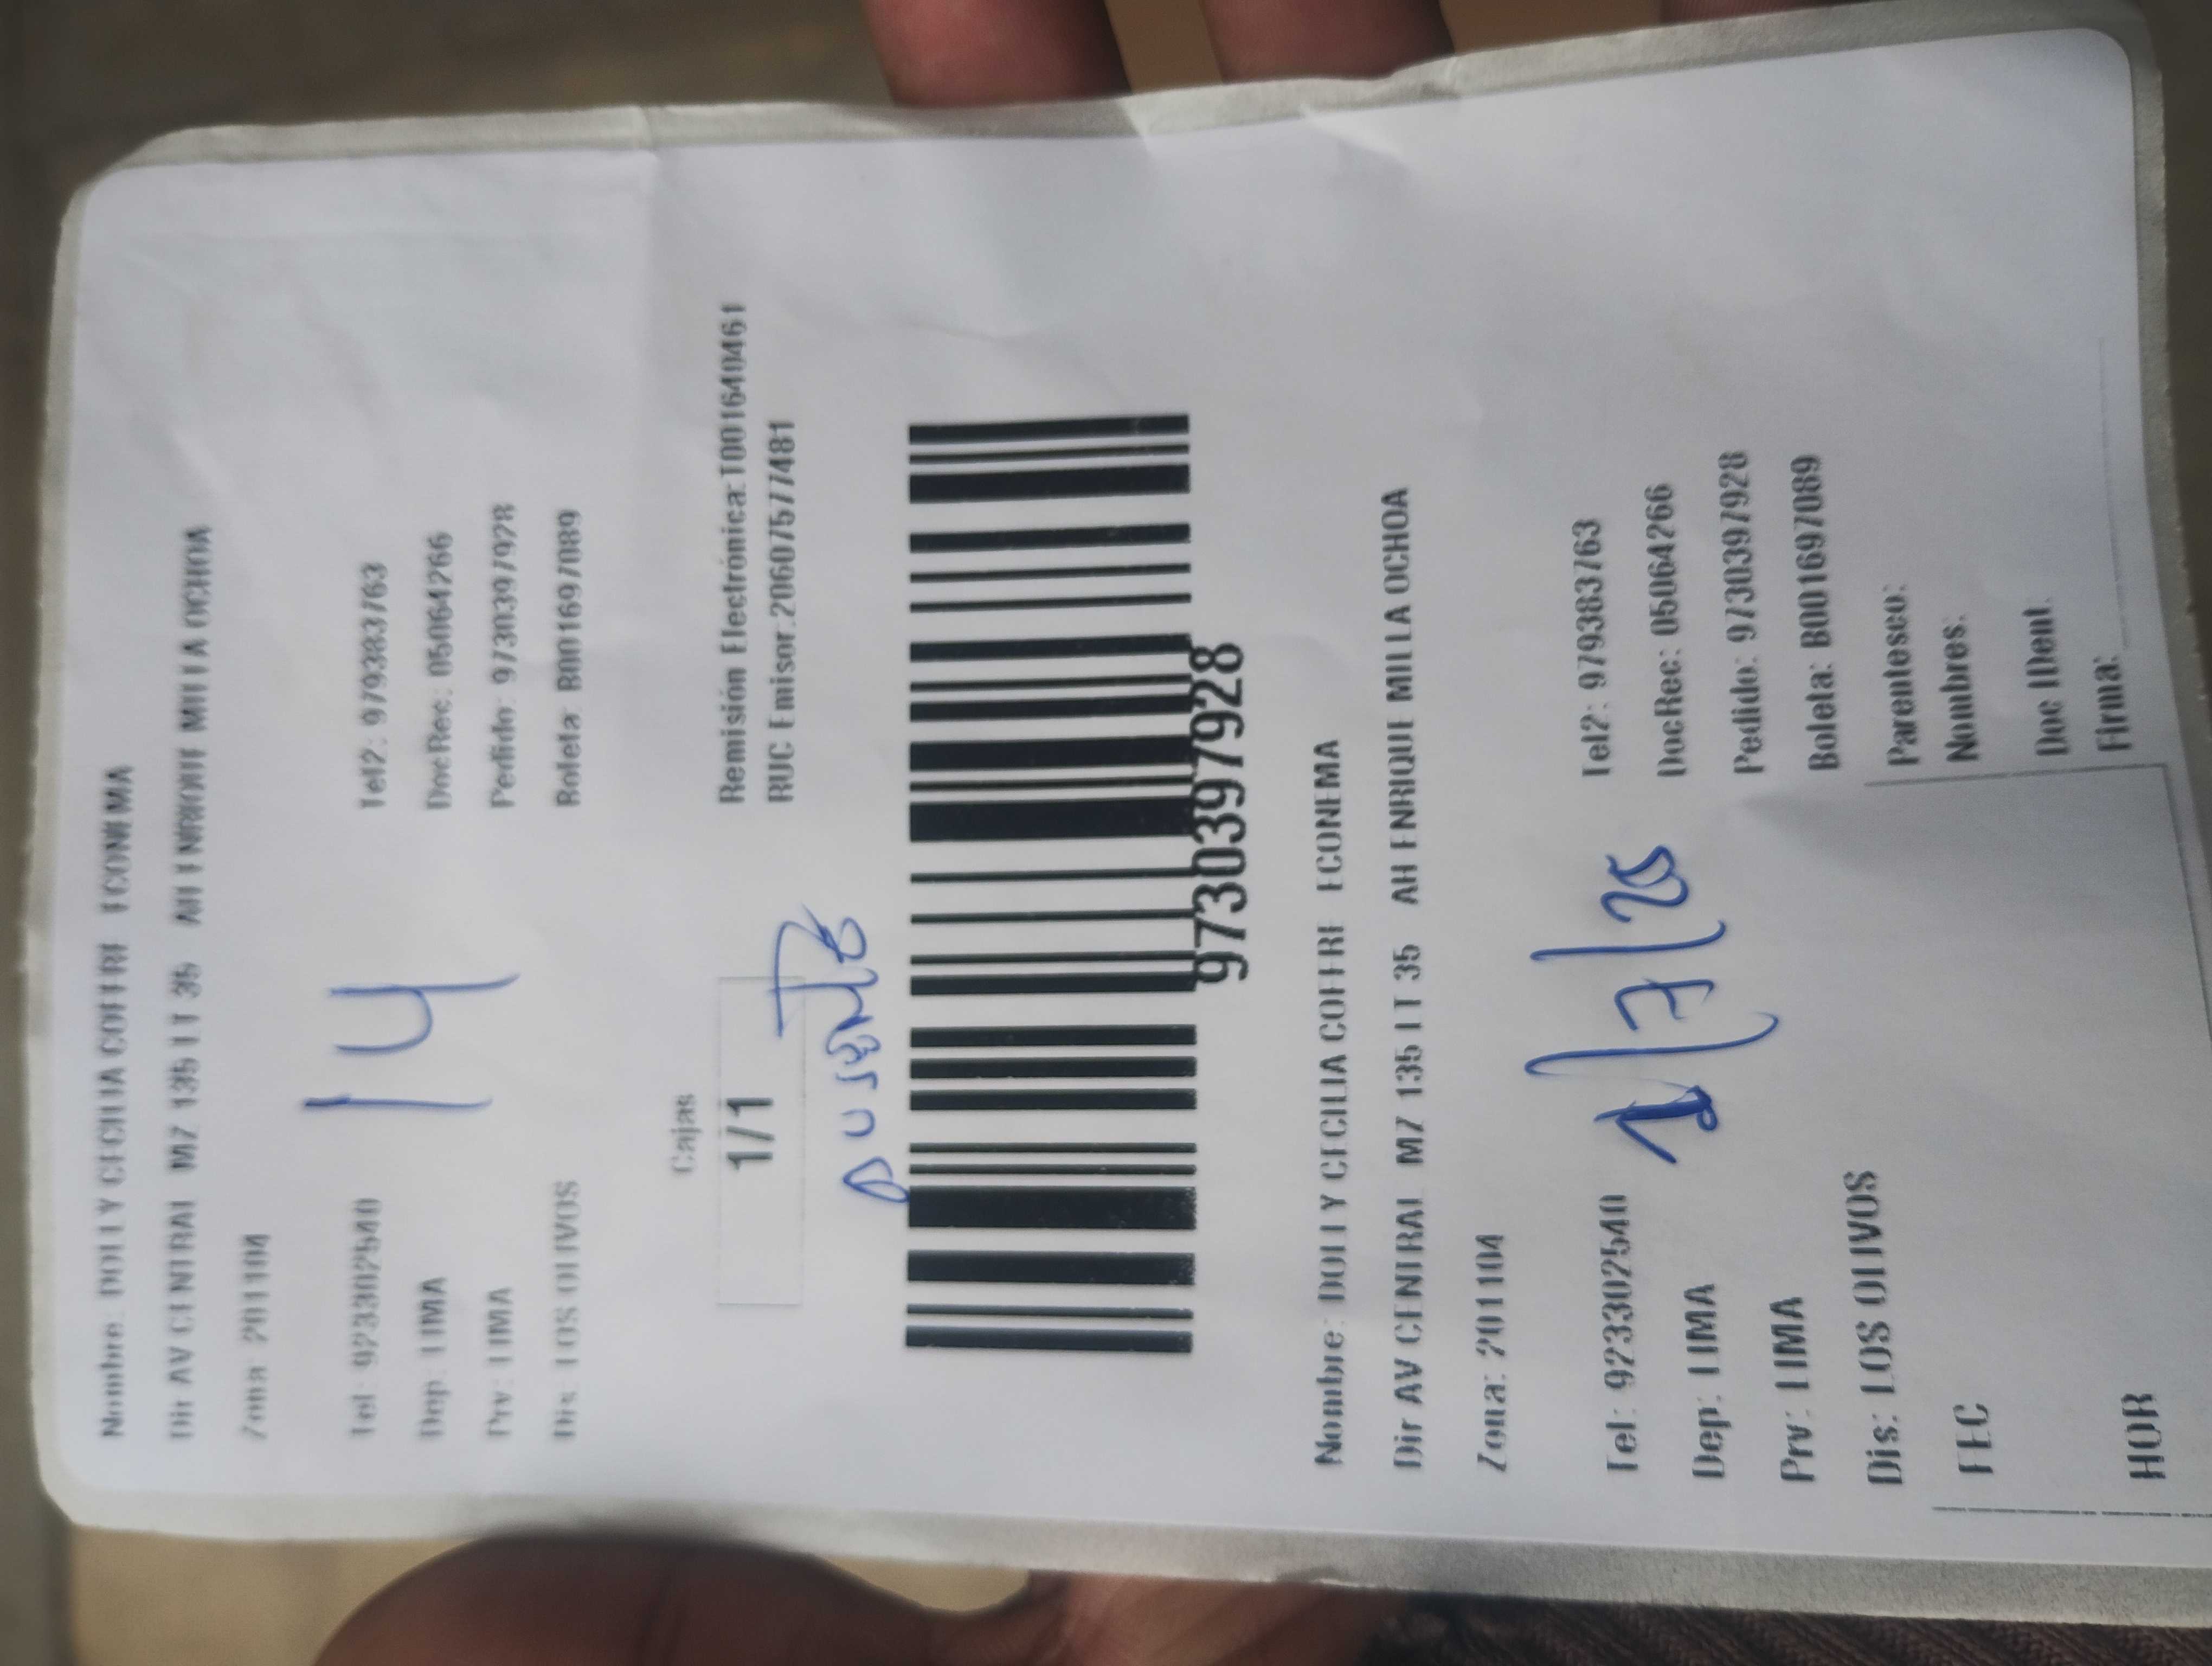 Nombre: DOLLY CECILIA COFFRE ECONEMA
Dir AV CENTRAL MZ 135 LT 35 AH ENRIQUE MILLA OCHOA
Zona: 201104
14
Tel: 923302540 Tel2: 979383763
Dep: LIMA DocRec: 05064266
Prv: LIMA Pedido: 9730397928
Dis: LOS OLIVOS Boleta: B001697089
Cajas
1/1
Remisión Electrónica:T001640461
RUC Emisor:20607577481
Ausente
9730397928
Nombre: DOLLY CECILIA COFFRE ECONEMA
Dir AV CENTRAL MZ 135 LT 35 AH ENRIQUE MILLA OCHOA
Zona: 201104
Tel: 923302540 Tel2: 979383763
Dep: LIMA DocRec: 05064266
Prv: LIMA Pedido: 9730397928
Dis: LOS OLIVOS Boleta: B001697089
FEC Parentesco:
Nombres:
HOR Doc IDent.
Firma: